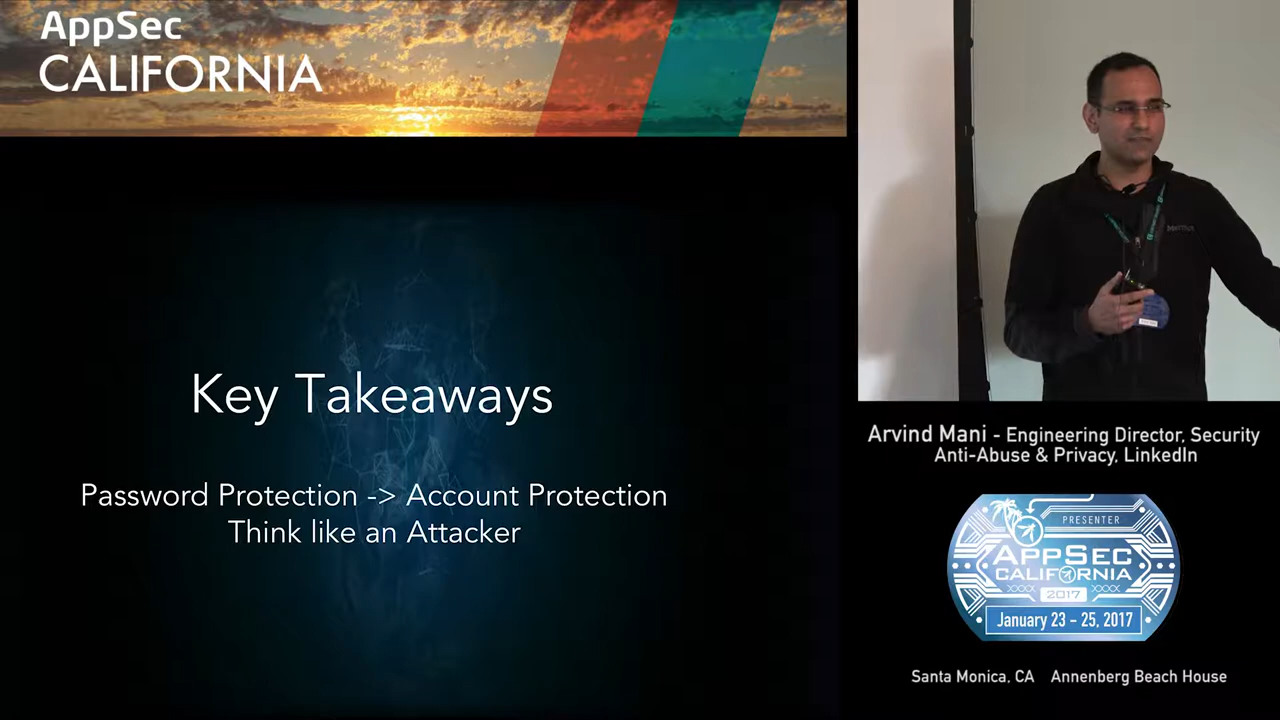 AppSec
CALIFORNIA
Key Takeaways
Password Protection -> Account Protection
Think like an Attacker
Marmot
Arvind Mani - Engineering Director, Security
Anti-Abuse & Privacy, LinkedIn
PRESENTER
APPSEC
CALIFORNIA
2017
January 23 - 25, 2017
Santa Monica, CA Annenberg Beach House